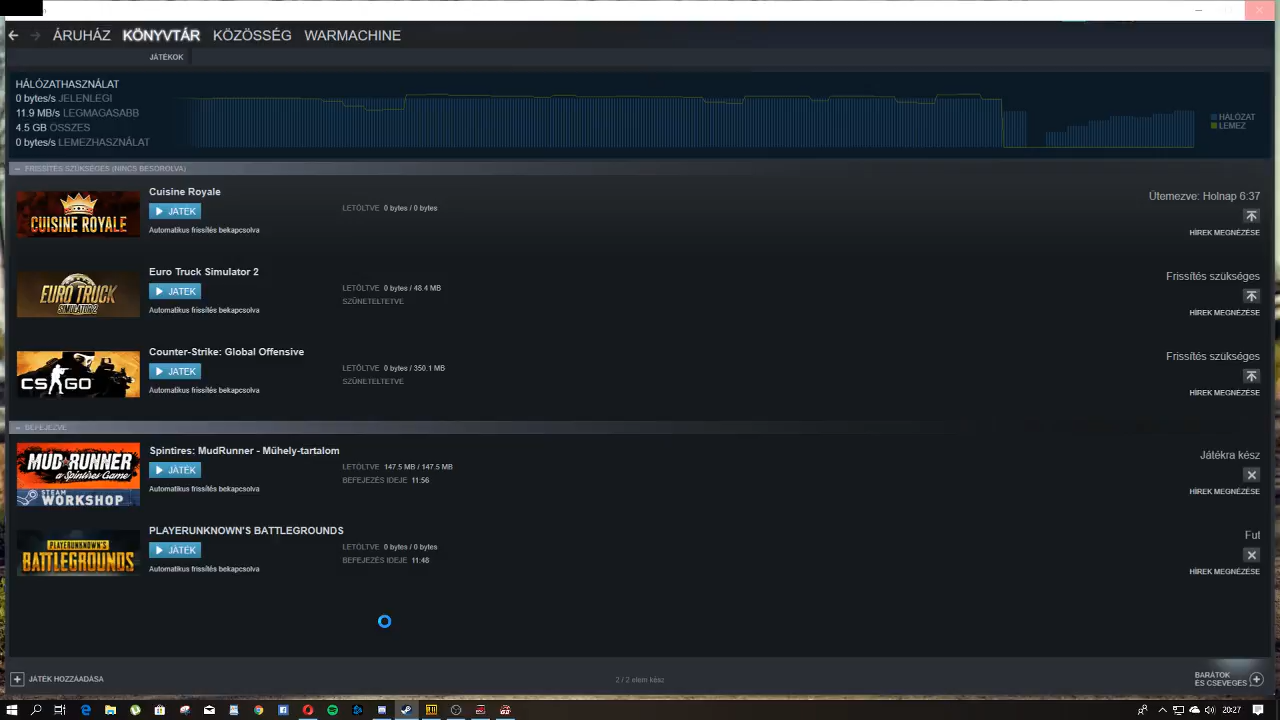 ÁRUHÁZ KÖNYVTÁR KÖZÖSSÉG WARMACHINE
JÁTÉKOK
HÁLÓZATHASZNÁLAT
0 bytes/s JELENLEGI
11.9 MB/s LEGMAGASABB
4.5 GB ÖSSZES
0 bytes/s LEMEZHASZNÁLAT
HÁLÓZAT
LEMEZ
FRISSÍTÉS SZÜKSÉGES (NINCS BESOROLVA)
CUISINE ROYALE
Cuisine Royale
JÁTÉK
Automatikus frissítés bekapcsolva
LETÖLTVE 0 bytes / 0 bytes
Ütemezve: Holnap 6:37
HÍREK MEGNÉZÉSE
EURO TRUCK
SIMULATOR 2
Euro Truck Simulator 2
JÁTÉK
Automatikus frissítés bekapcsolva
LETÖLTVE 0 bytes / 48.4 MB
SZÜNETELTETVE
Frissítés szükséges
HÍREK MEGNÉZÉSE
CS GO
Counter-Strike: Global Offensive
JÁTÉK
Automatikus frissítés bekapcsolva
LETÖLTVE 0 bytes / 350.1 MB
SZÜNETELTETVE
Frissítés szükséges
HÍREK MEGNÉZÉSE
BEFEJEZVE
MUDRUNNER
a Spintires Game
STEAM
WORKSHOP
Spintires: MudRunner - Műhely-tartalom
JÁTÉK
Automatikus frissítés bekapcsolva
LETÖLTVE 147.5 MB / 147.5 MB
BEFEJEZÉS IDEJE 11:56
Játékra kész
HÍREK MEGNÉZÉSE
PLAYERUNKNOWN'S
BATTLEGROUNDS
PLAYERUNKNOWN'S BATTLEGROUNDS
JÁTÉK
Automatikus frissítés bekapcsolva
LETÖLTVE 0 bytes / 0 bytes
BEFEJEZÉS IDEJE 11:48
Fut
HÍREK MEGNÉZÉSE
JÁTÉK HOZZÁADÁSA
2 / 2 elem kész
BARÁTOK
ÉS CSEVEGÉS
20:27